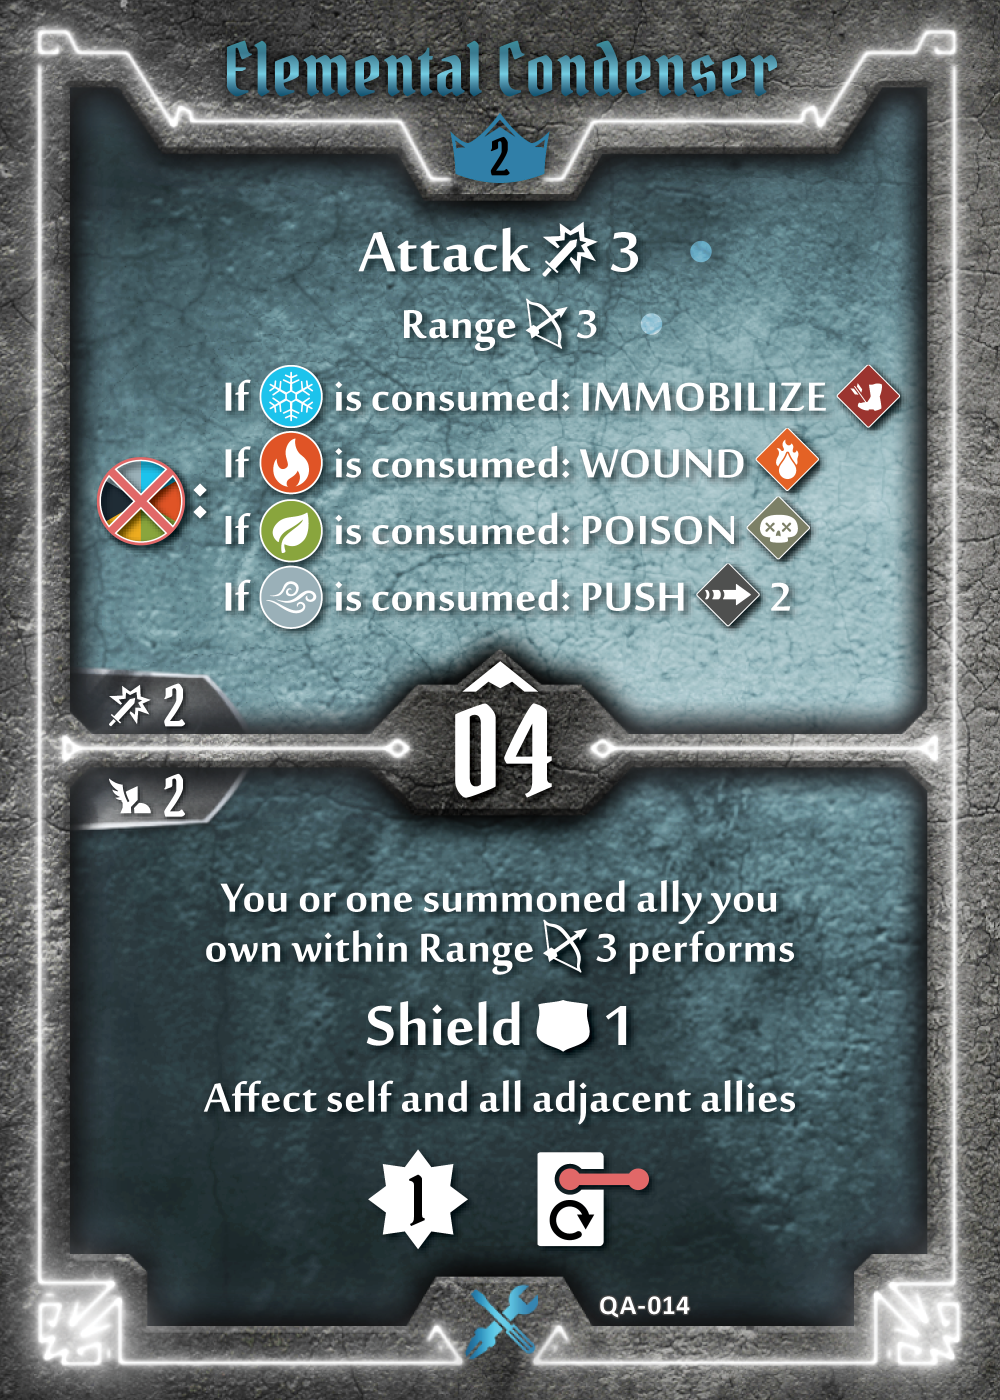 Elemental Condenser
2
Attack 3
Range 3
If is consumed: IMMOBILIZE
If is consumed: WOUND
: If is consumed: POISON
If is consumed: PUSH 2
2
04
2
You or one summoned ally you
own within Range 3 performs
Shield 1
Affect self and all adjacent allies
1
QA-014